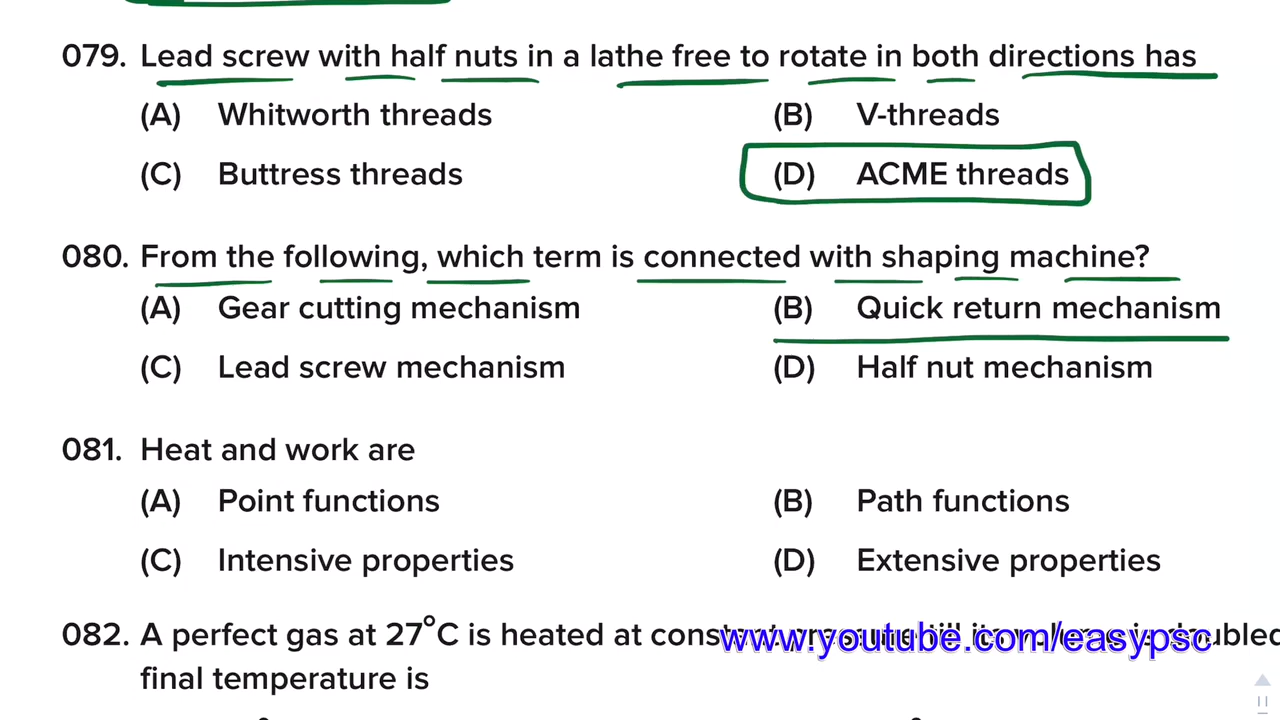 079. Lead screw with half nuts in a lathe free to rotate in both directions has
(A) Whitworth threads (B) V-threads
(C) Buttress threads (D) ACME threads
080. From the following, which term is connected with shaping machine?
(A) Gear cutting mechanism (B) Quick return mechanism
(C) Lead screw mechanism (D) Half nut mechanism
081. Heat and work are
(A) Point functions (B) Path functions
(C) Intensive properties (D) Extensive properties
082. A perfect gas at 27°C is heated at doubled
www.youtube.com/easypsc
final temperature is